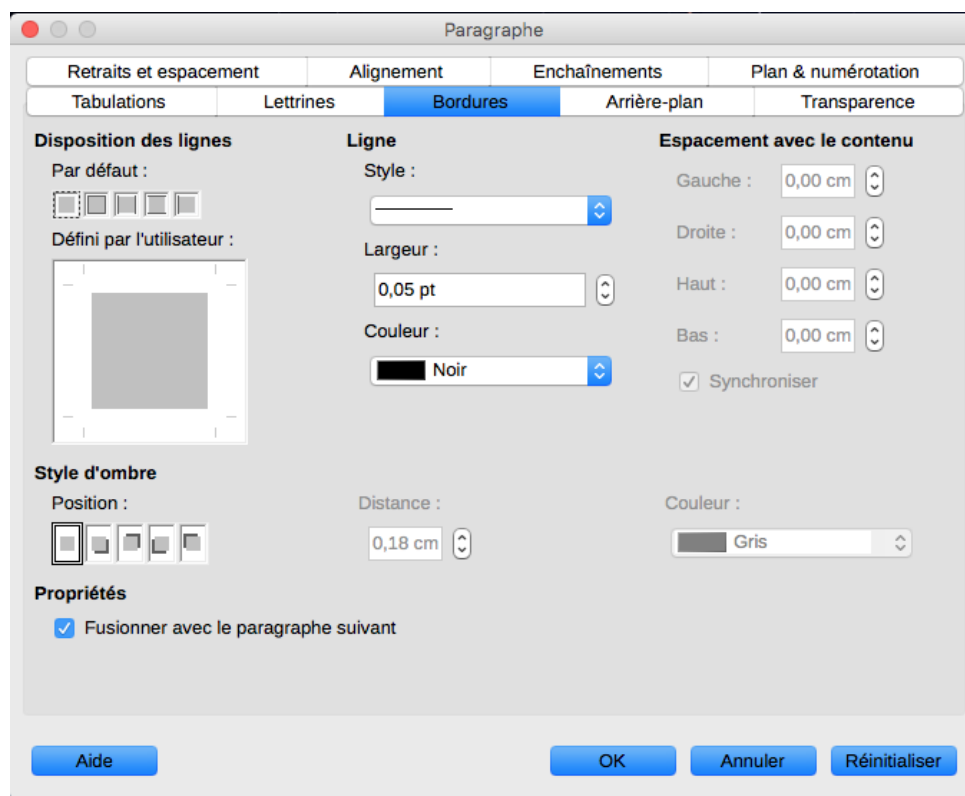 Paragraphe
Retraits et espacement Alignement Enchaînements Plan & numérotation
Tabulations Lettrines Bordures Arrière-plan Transparence
Disposition des lignes Ligne Espacement avec le contenu
Par défaut : Style : Gauche : 0,00 cm
Défini par l'utilisateur : Droite : 0,00 cm
Largeur :
0,05 pt Haut : 0,00 cm
Couleur : Bas : 0,00 cm
Noir Synchroniser
Style d'ombre
Position : Distance : Couleur :
0,18 cm Gris
Propriétés
Fusionner avec le paragraphe suivant
Aide OK Annuler Réinitialiser